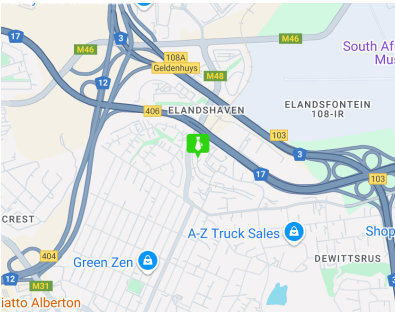 3
M46
M46
108A
Geldenhuys
South Af
Mus
12
M48
406
ELANDSHAVEN
ELANDSFONTEIN
108-IR
103
3
17
103
CREST
A-Z Truck Sales
Shop
404
Green Zen
DEWITTSRUS
12
M31
iatto Alberton
3